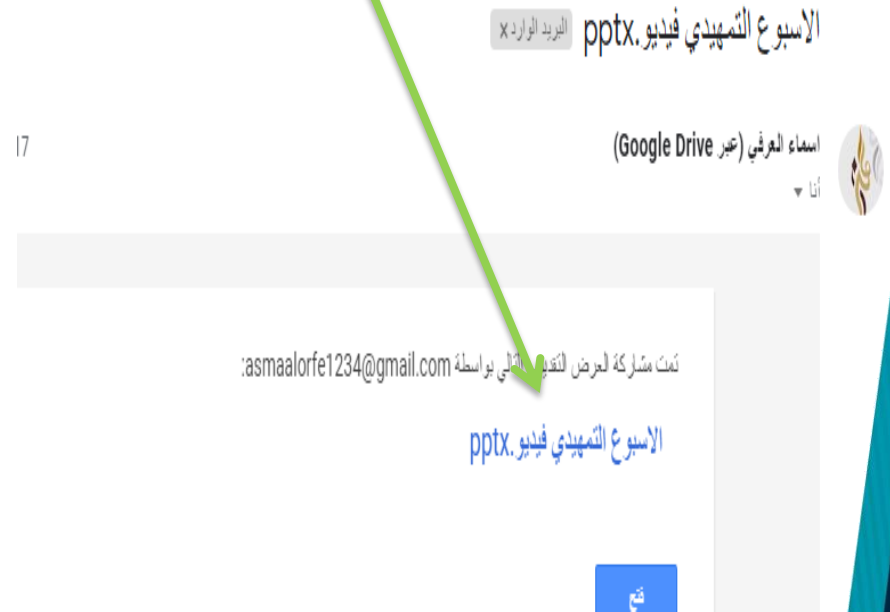 الاسبوع التمهيدي فيديو.pptx البريد الوارد x
اسماء العرفي (عبر Google Drive)
17
أنا
تمت مشاركة العرض التقديمي التالي بواسطة asmaalorfe1234@gmail.com:
الاسبوع التمهيدي فيديو.pptx
فتح